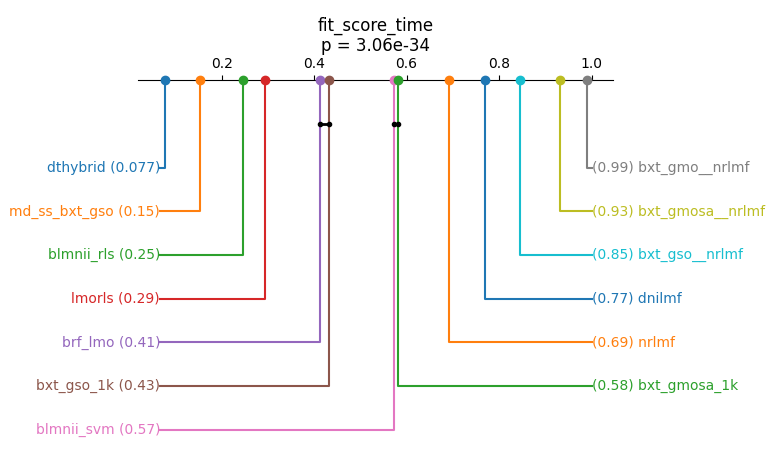 fit_score_time
p = 3.06e-34
0.2 0.4 0.6 0.8 1.0
dthybrid (0.077) (0.99) bxt_gmo__nrlmf
md_ss_bxt_gso (0.15) (0.93) bxt_gmosa__nrlmf
blmnii_rls (0.25) (0.85) bxt_gso__nrlmf
lmorls (0.29) (0.77) dnilmf
brf_lmo (0.41) (0.69) nrlmf
bxt_gso_1k (0.43) (0.58) bxt_gmosa_1k
blmnii_svm (0.57)